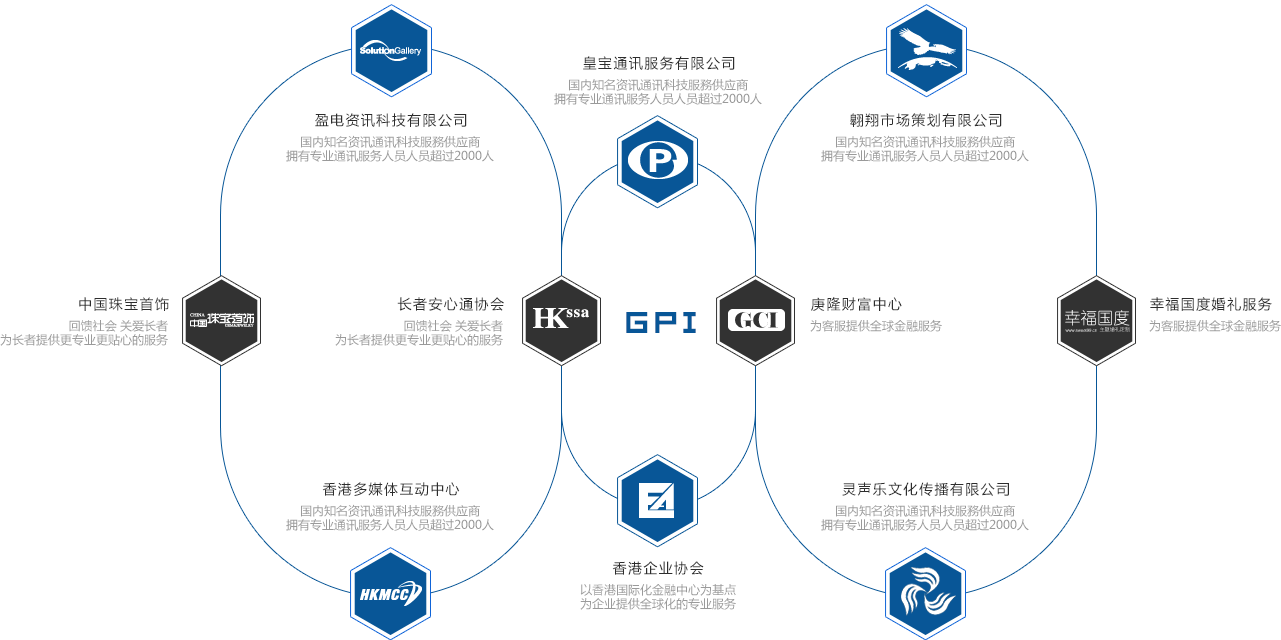 SolutionGallery
皇宝通讯服务有限公司
国内知名资讯通讯科技服務供应商
拥有专业通讯服务人员人员超过2000人
盈电资讯科技有限公司
国内知名资讯通讯科技服務供应商
拥有专业通讯服务人员人员超过2000人
翱翔市场策划有限公司
国内知名资讯通讯科技服務供应商
拥有专业通讯服务人员人员超过2000人
P
中国珠宝首饰
回馈社会 关爱长者
为长者提供更专业更贴心的服务
CHINA
中国珠宝首饰
长者安心通协会
回馈社会 关爱长者
为长者提供更专业更贴心的服务
HKssa
GPI
GCI
庚隆财富中心
为客服提供全球金融服务
幸福国度
幸福国度婚礼服务
为客服提供全球金融服务
香港多媒体互动中心
国内知名资讯通讯科技服務供应商
拥有专业通讯服务人员人员超过2000人
灵声乐文化传播有限公司
国内知名资讯通讯科技服務供应商
拥有专业通讯服务人员人员超过2000人
香港企业协会
以香港国际化金融中心为基点
为企业提供全球化的专业服务
HKMCC